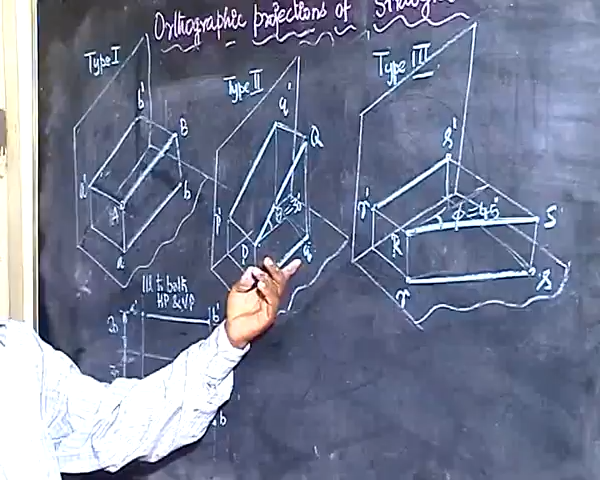 Orthographic projections of
Type I
Type II
Type III
b'
B
a'
A
b
a
q'
Q
p'
P
θ=30°
q
s'
r'
R
φ=45°
S
r
s
|||l to both
HP & VP
a'
b'
b